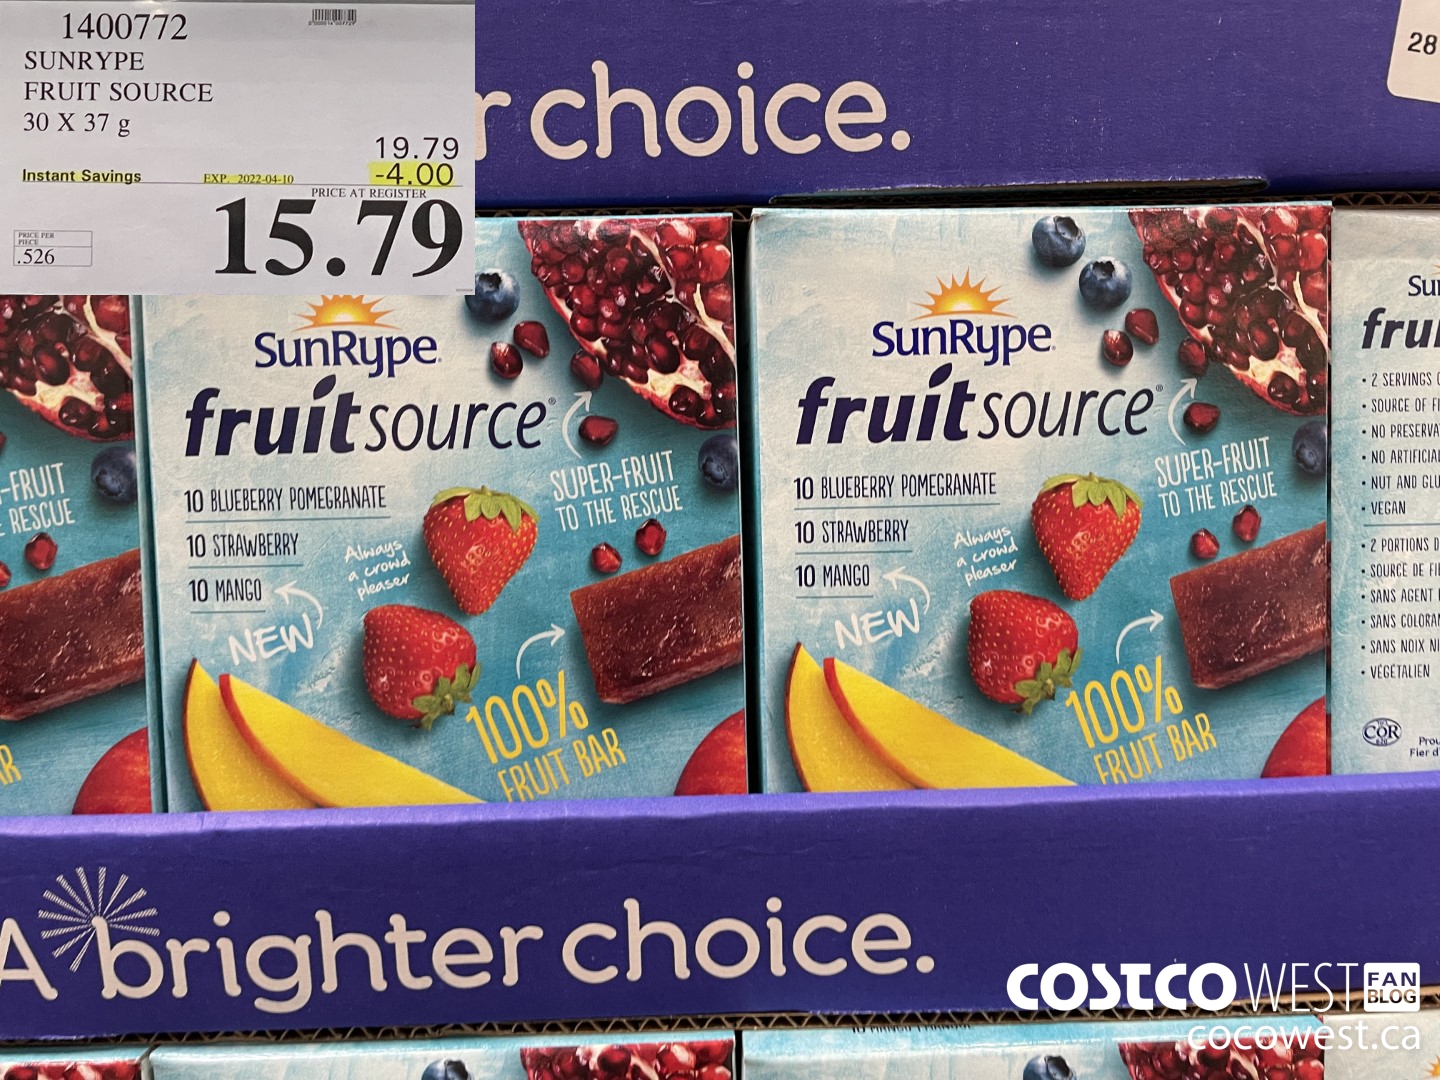 1400772
SUNRYPE
FRUIT SOURCE
30 X 37 g
19.79
Instant Savings
EXP. 2022-04-10
-4.00
PRICE AT REGISTER
15.79
PRICE PER
PIECE
.526
r choice.
28
-FRUIT
E RESCUE
R
SunRype®
fruitsource®
10 BLUEBERRY POMEGRANATE
10 STRAWBERRY
10 MANGO
NEW
Always
a crowd
pleaser
SUPER-FRUIT
TO THE RESCUE
100%
FRUIT BAR
SunRype®
fruitsource®
10 BLUEBERRY POMEGRANATE
10 STRAWBERRY
10 MANGO
NEW
Always
a crowd
pleaser
SUPER-FRUIT
TO THE RESCUE
100%
FRUIT BAR
Su
frui
• 2 SERVINGS
• SOURCE OF FI
• NO PRESERVA
• NO ARTIFICIA
• NUT AND GLU
• VEGAN
• 2 PORTIONS D
• SOURCE DE FI
• SANS AGENT
• SANS COLORAN
• SANS NOIX NI
• VÉGÉTALIEN
COR
Prou
Fier d
A brighter choice.
COSTCO WEST FAN
BLOG
cocowest.ca